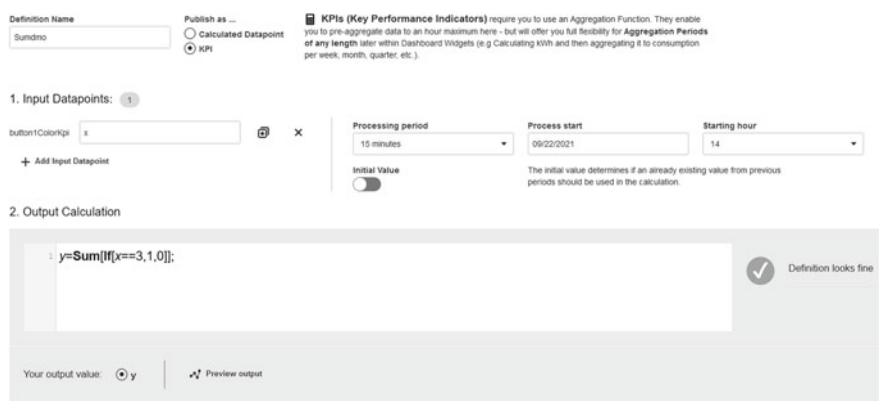 Definition Name
Sumdmo
Publish as ...
Calculated Datapoint
KPI
KPIs (Key Performance Indicators) require you to use an Aggregation Function. They enable
you to pre-aggregate data to an hour maximum here - but will offer you full flexibility for Aggregation Periods
of any length later within Dashboard Widgets (e.g Calculating kWh and then aggregating it to consumption
per week, month, quarter, etc.).
1. Input Datapoints: 1
button1ColorKpi x
+ Add Input Datapoint
Processing period
15 minutes
Process start
09/22/2021
Starting hour
14
Initial Value
The initial value determines if an already existing value from previous
periods should be used in the calculation.
2. Output Calculation
1 y=Sum[If[x==3,1,0]];
Definition looks fine
Your output value: y
Preview output